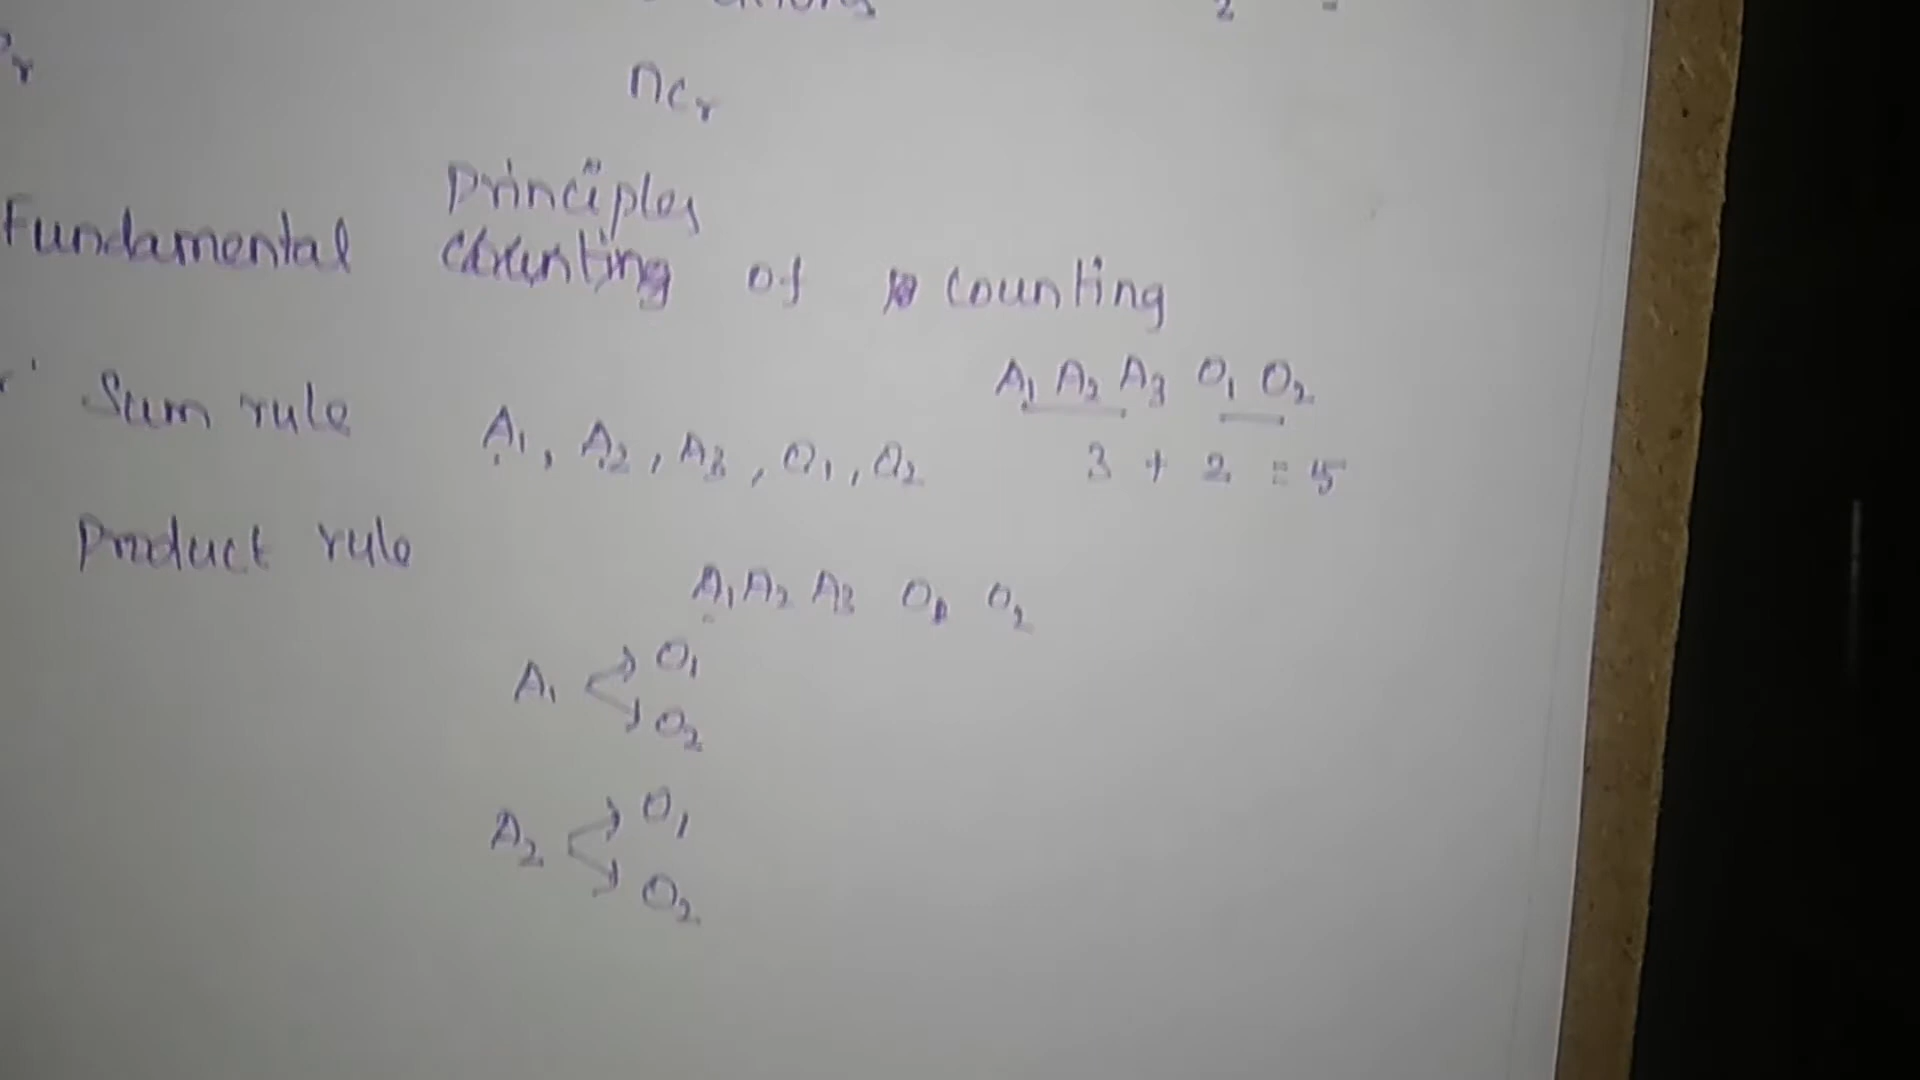 2
r
ncr
Principles
Fundamental of counting
Sum rule A1, A2, A3, O1, O2
A1 A2 A3 O1 O2
3 + 2 = 5
Product rule
A1 A2 A3 O1 O2
A1 O1
O2
A2 O1
O2